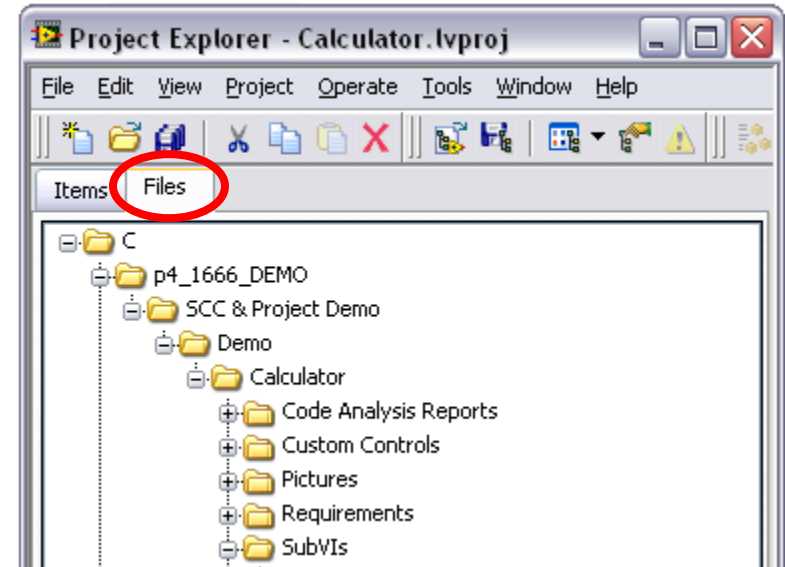 Project Explorer - Calculator.lvproj
File Edit View Project Operate Tools Window Help
Items Files
C
p4_1666_DEMO
SCC & Project Demo
Demo
Calculator
Code Analysis Reports
Custom Controls
Pictures
Requirements
SubVIs